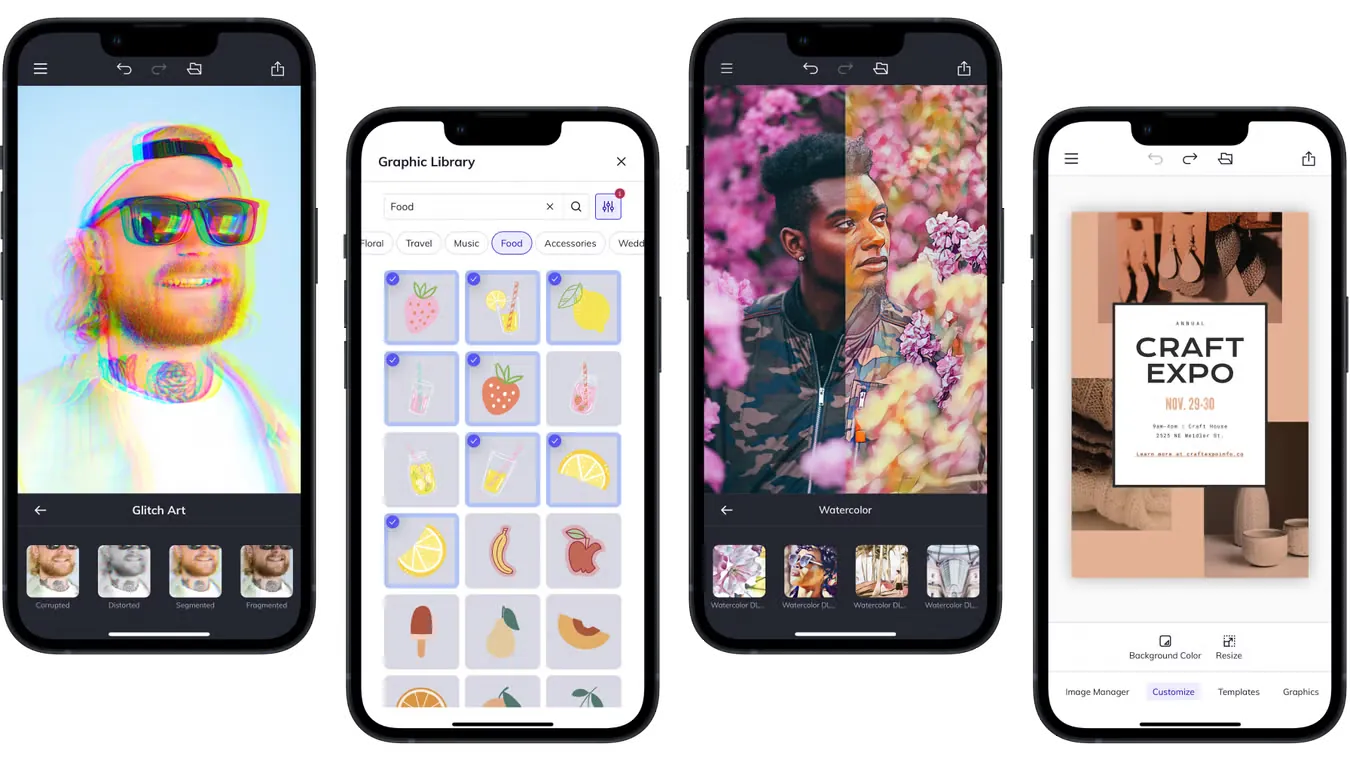 Glitch Art
Corrupted
Distorted
Segmented
Fragmented
Graphic Library
Food
1
Floral
Travel
Music
Food
Accessories
Wedd
Watercolor
Watercolor DL...
Watercolor DL...
Watercolor DL...
Watercolor DL...
ANNUAL
CRAFT
EXPO
NOV. 29-30
9am-4pm | Craft House
2525 NE Weidler St.
Learn more at craftexpoinfo.co
Background Color
Resize
Image Manager
Customize
Templates
Graphics